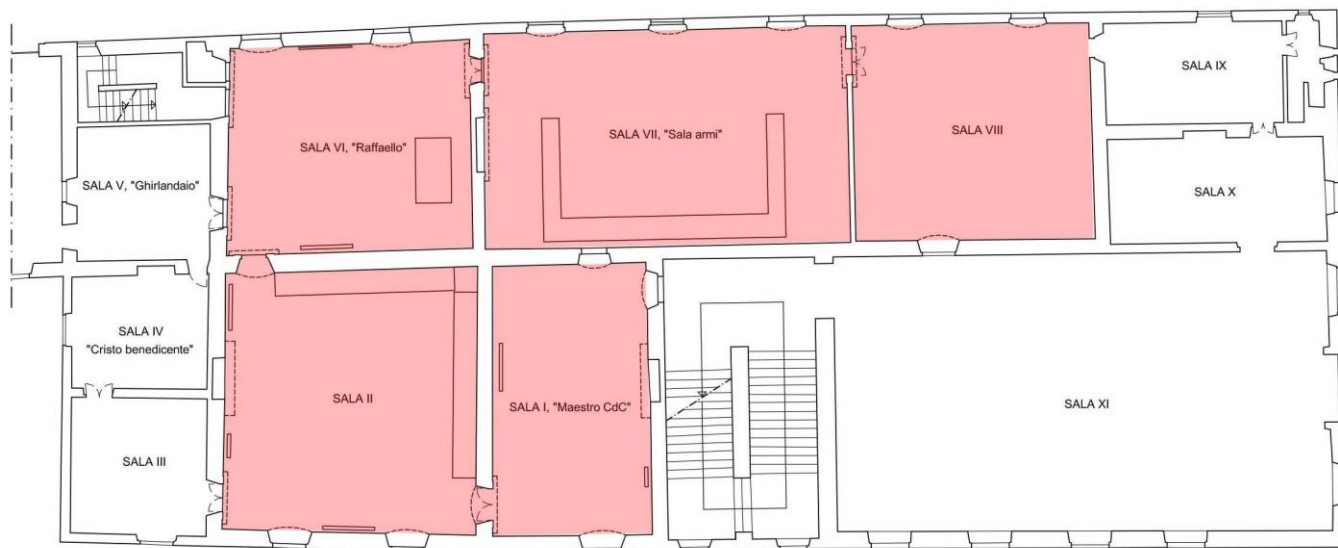 SALA IX
SALA VI, "Raffaello"
SALA VII, "Sala armi"
SALA VIII
SALA V, "Ghirlandaio"
SALA X
SALA IV
"Cristo benedicente"
SALA II
SALA I, "Maestro CdC"
SALA XI
SALA III